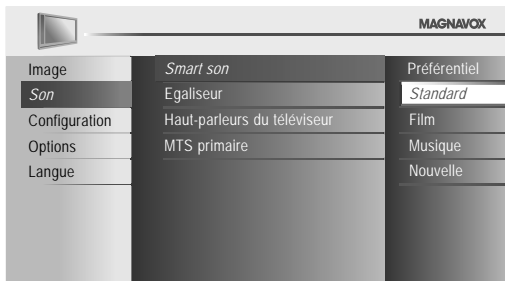 MAGNAVOX
Image
Son
Configuration
Options
Langue
Smart son
Egaliseur
Haut-parleurs du téléviseur
MTS primaire
Préférentiel
Standard
Film
Musique
Nouvelle